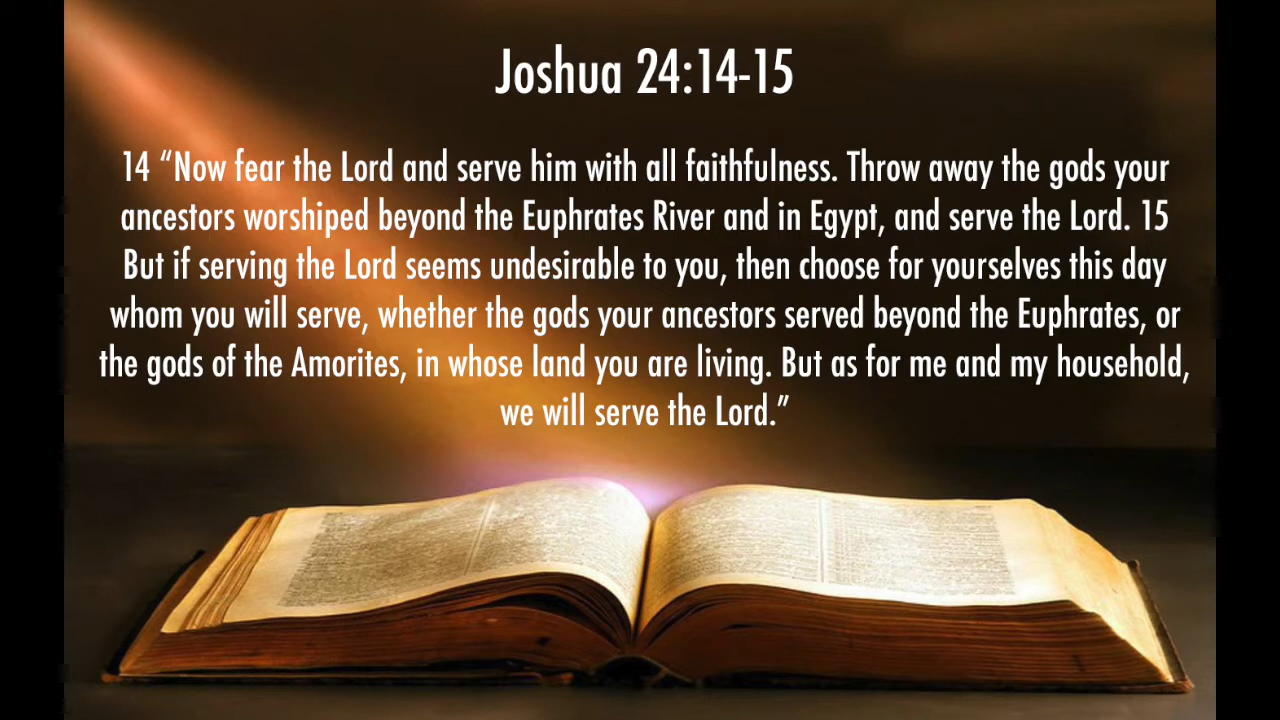 Joshua 24:14-15
14 “Now fear the Lord and serve him with all faithfulness. Throw away the gods your
ancestors worshiped beyond the Euphrates River and in Egypt, and serve the Lord. 15
But if serving the Lord seems undesirable to you, then choose for yourselves this day
whom you will serve, whether the gods your ancestors served beyond the Euphrates, or
the gods of the Amorites, in whose land you are living. But as for me and my household,
we will serve the Lord.”